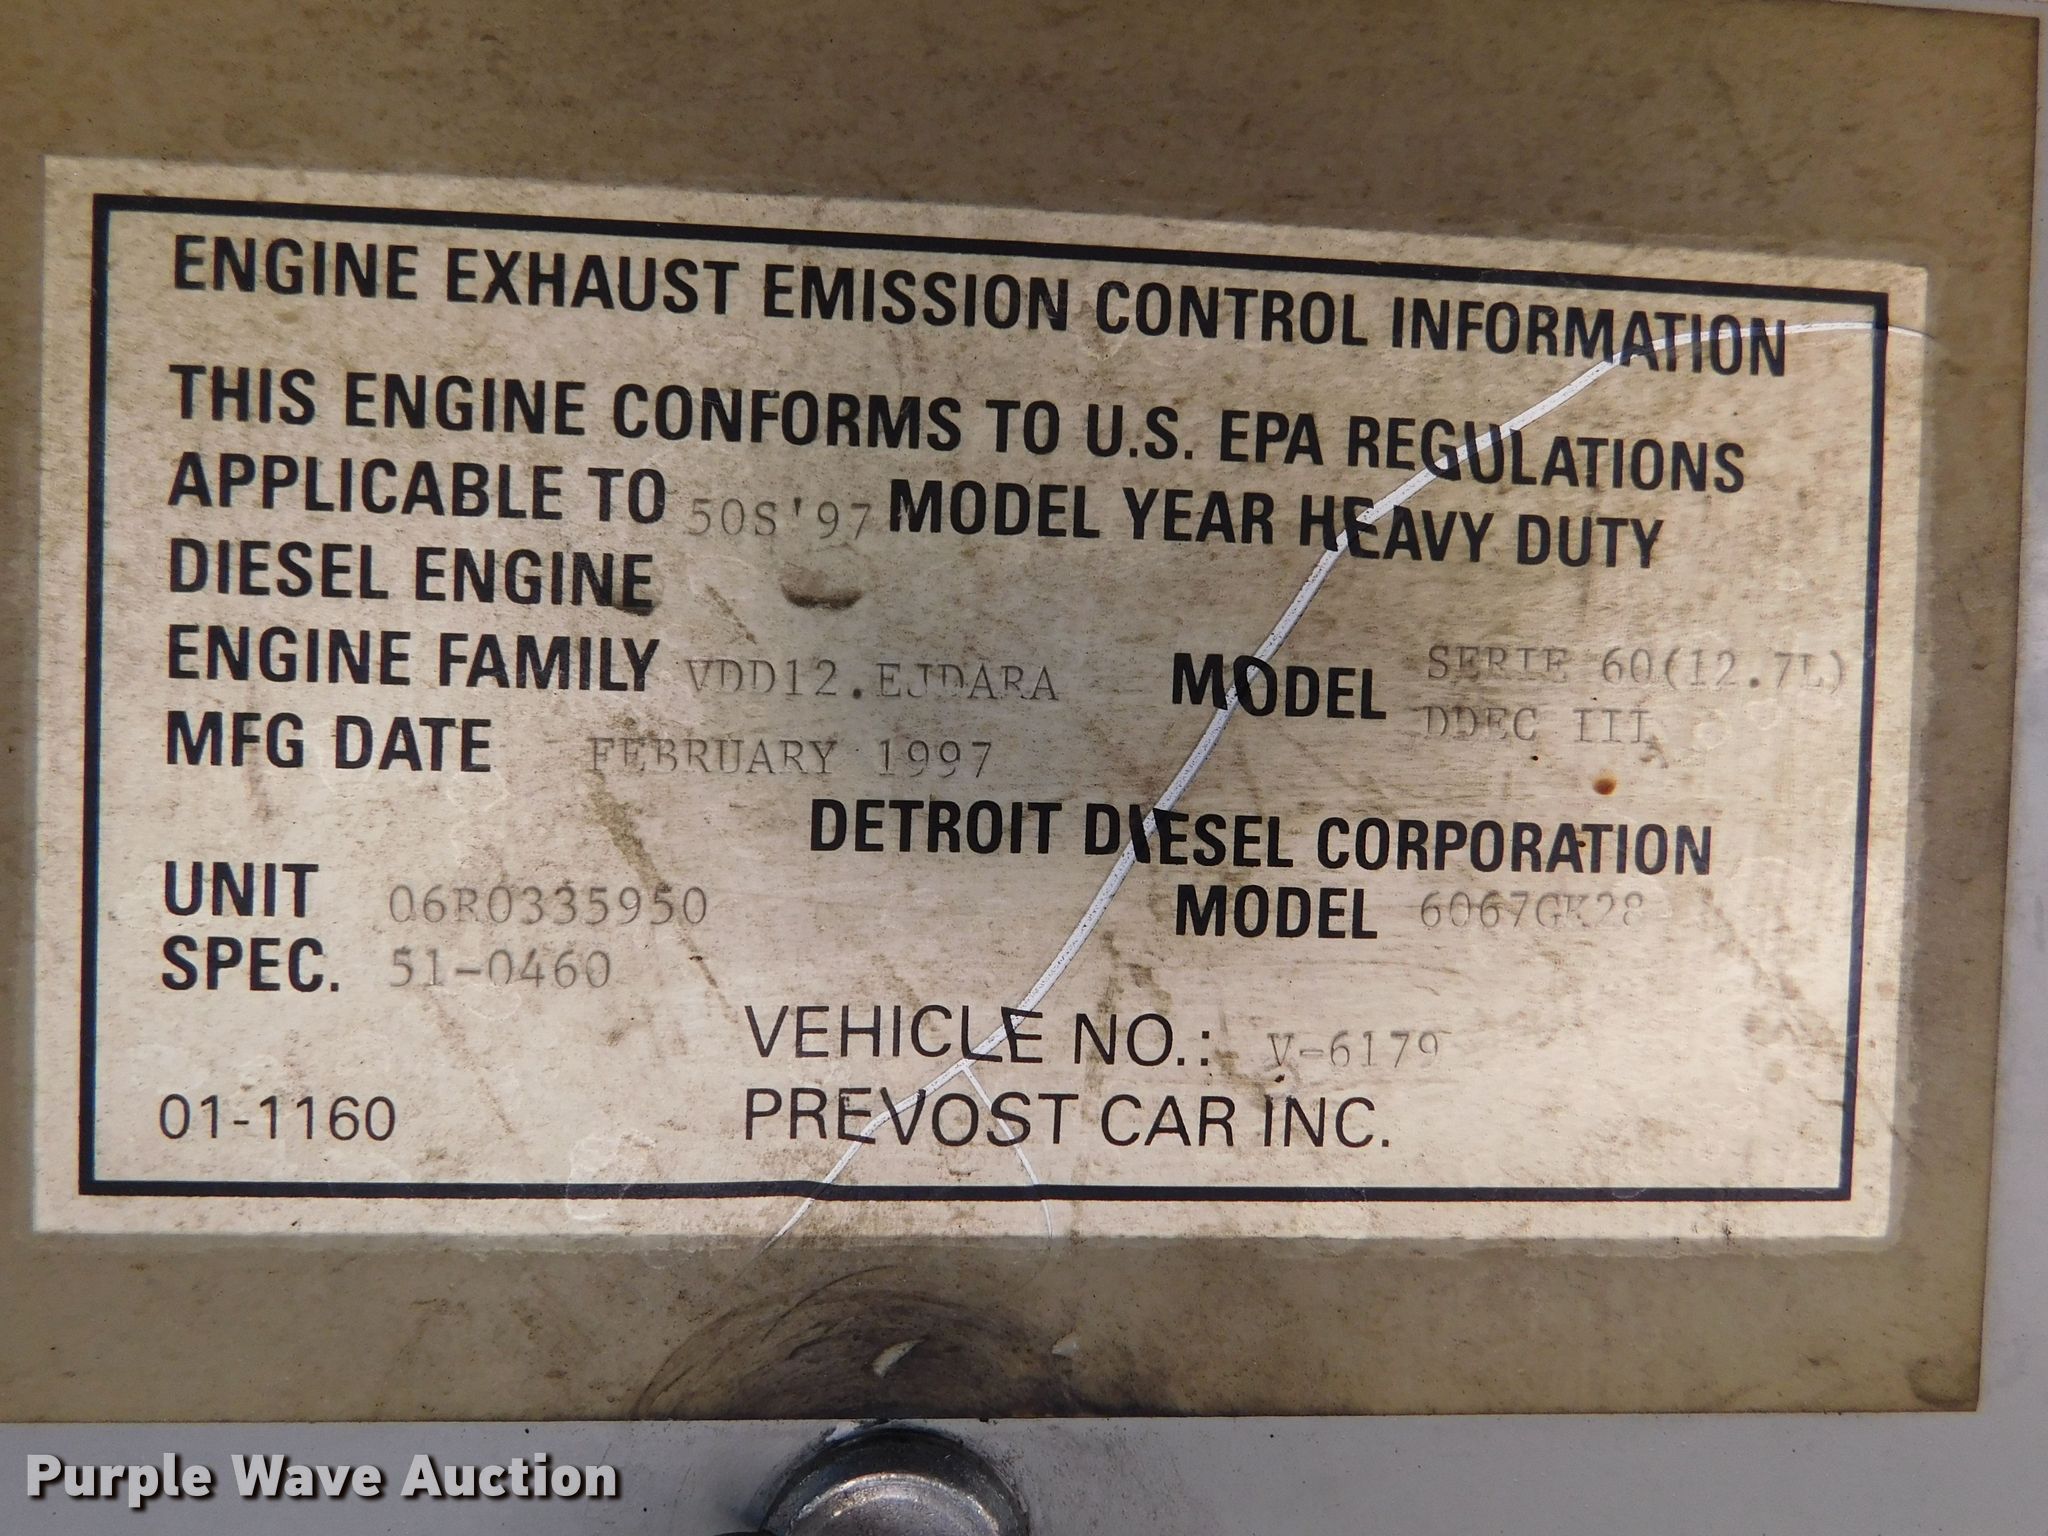 ENGINE EXHAUST EMISSION CONTROL INFORMATION
THIS ENGINE CONFORMS TO U.S. EPA REGULATIONS
APPLICABLE TO 50S'97 MODEL YEAR HEAVY DUTY
DIESEL ENGINE
ENGINE FAMILY VDD12.EJDARA MODEL SERIE 60(12.7L)
DDEC III
MFG DATE FEBRUARY 1997
DETROIT DIESEL CORPORATION
UNIT 06R0335950 MODEL 6067GK28
SPEC. 51-0460
VEHICLE NO.: V-6179
01-1160 PREVOST CAR INC.
Purple Wave Auction